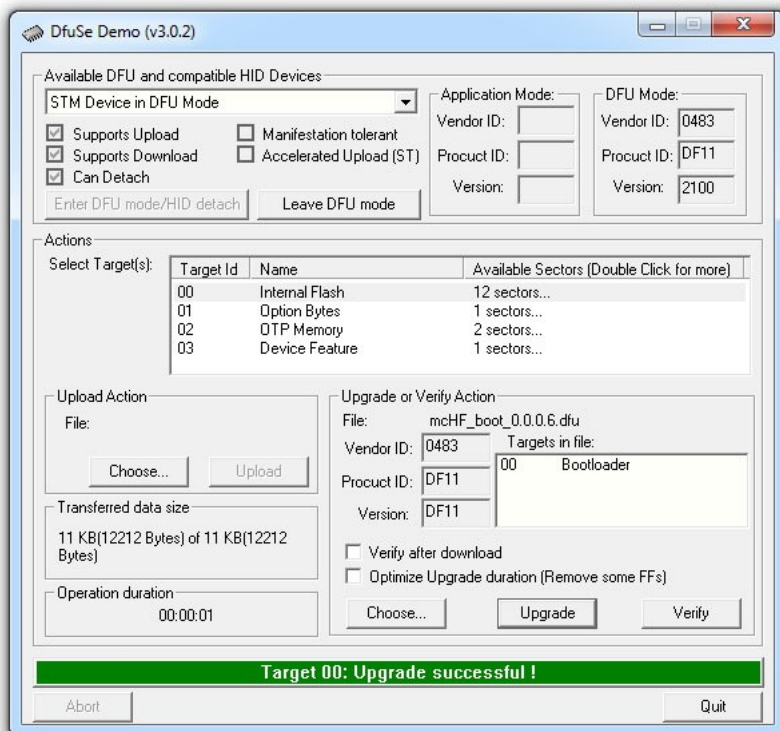 DfuSe Demo (v3.0.2)
Available DFU and compatible HID Devices
STM Device in DFU Mode
Supports Upload
Manifestation tolerant
Supports Download
Accelerated Upload (ST)
Can Detach
Enter DFU mode/HID detach
Leave DFU mode
Application Mode:
Vendor ID:
Procuct ID:
Version:
DFU Mode:
Vendor ID: 0483
Procuct ID: DF11
Version: 2100
Actions
Select Target(s):
Target Id Name Available Sectors (Double Click for more)
00 Internal Flash 12 sectors...
01 Option Bytes 1 sectors...
02 OTP Memory 2 sectors...
03 Device Feature 1 sectors...
Upload Action
File:
Choose...
Upload
Transferred data size
11 KB(12212 Bytes) of 11 KB(12212
Bytes)
Operation duration
00:00:01
Upgrade or Verify Action
File: mcHF_boot_0.0.0.6.dfu
Vendor ID: 0483
Procuct ID: DF11
Version: DF11
Targets in file:
00 Bootloader
Verify after download
Optimize Upgrade duration (Remove some FFs)
Choose...
Upgrade
Verify
Target 00: Upgrade successful !
Abort
Quit